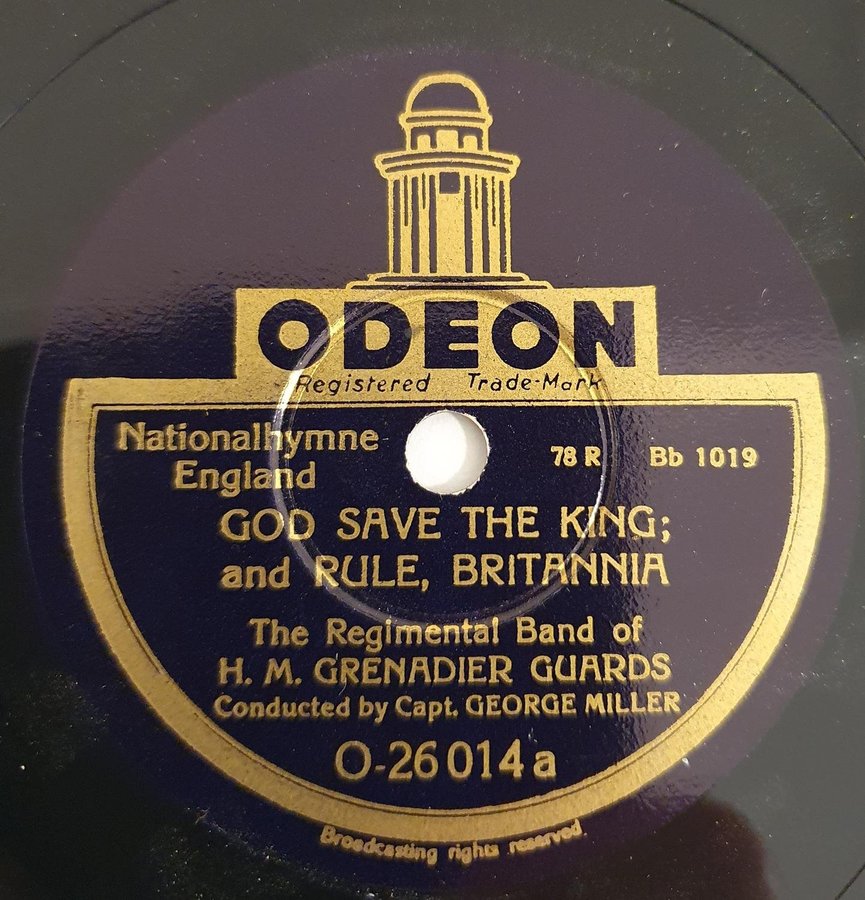 ODEON
Registered Trade-Mark
Nationalhymne
England
78 R Bb 1019
GOD SAVE THE KING;
and RULE, BRITANNIA
The Regimental Band of
H. M. GRENADIER GUARDS
Conducted by Capt. GEORGE MILLER
O-26014a
Broadcasting rights reserved.